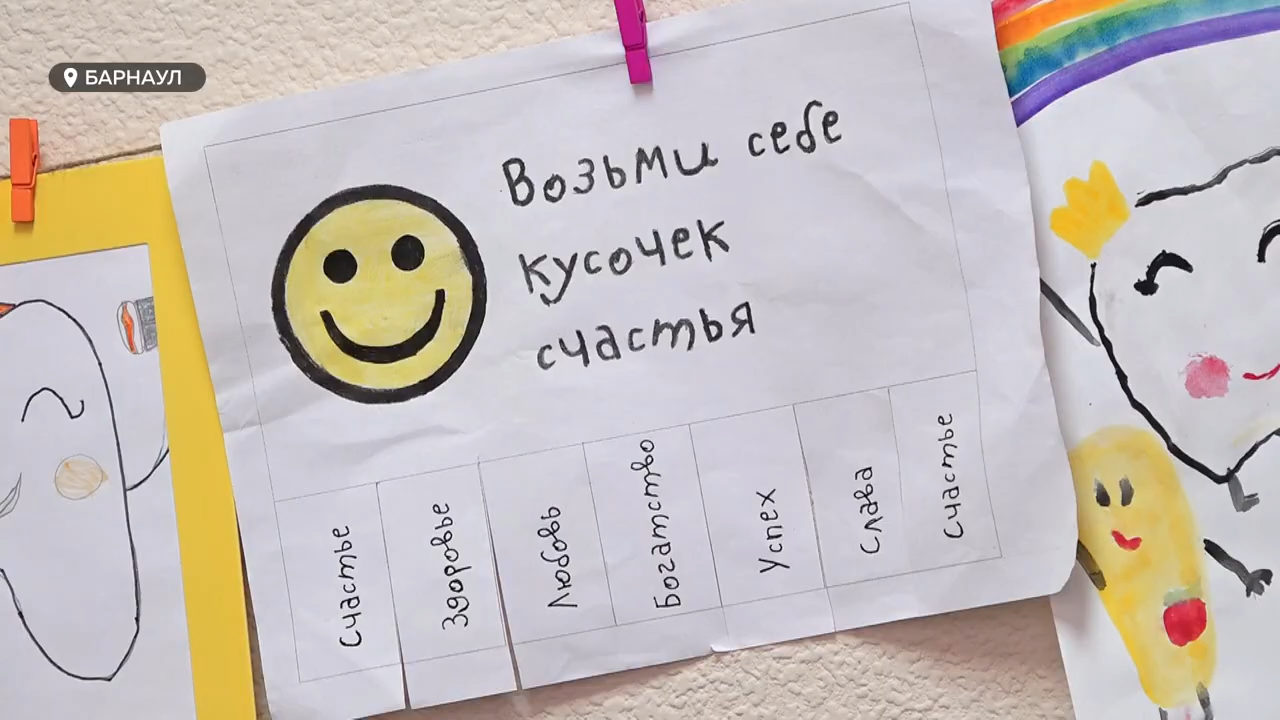 БАРНАУЛ
Возьми себе
кусочек
счастья
Счастье
Здоровье
Любовь
Богатство
Успех
Слава
Счастье